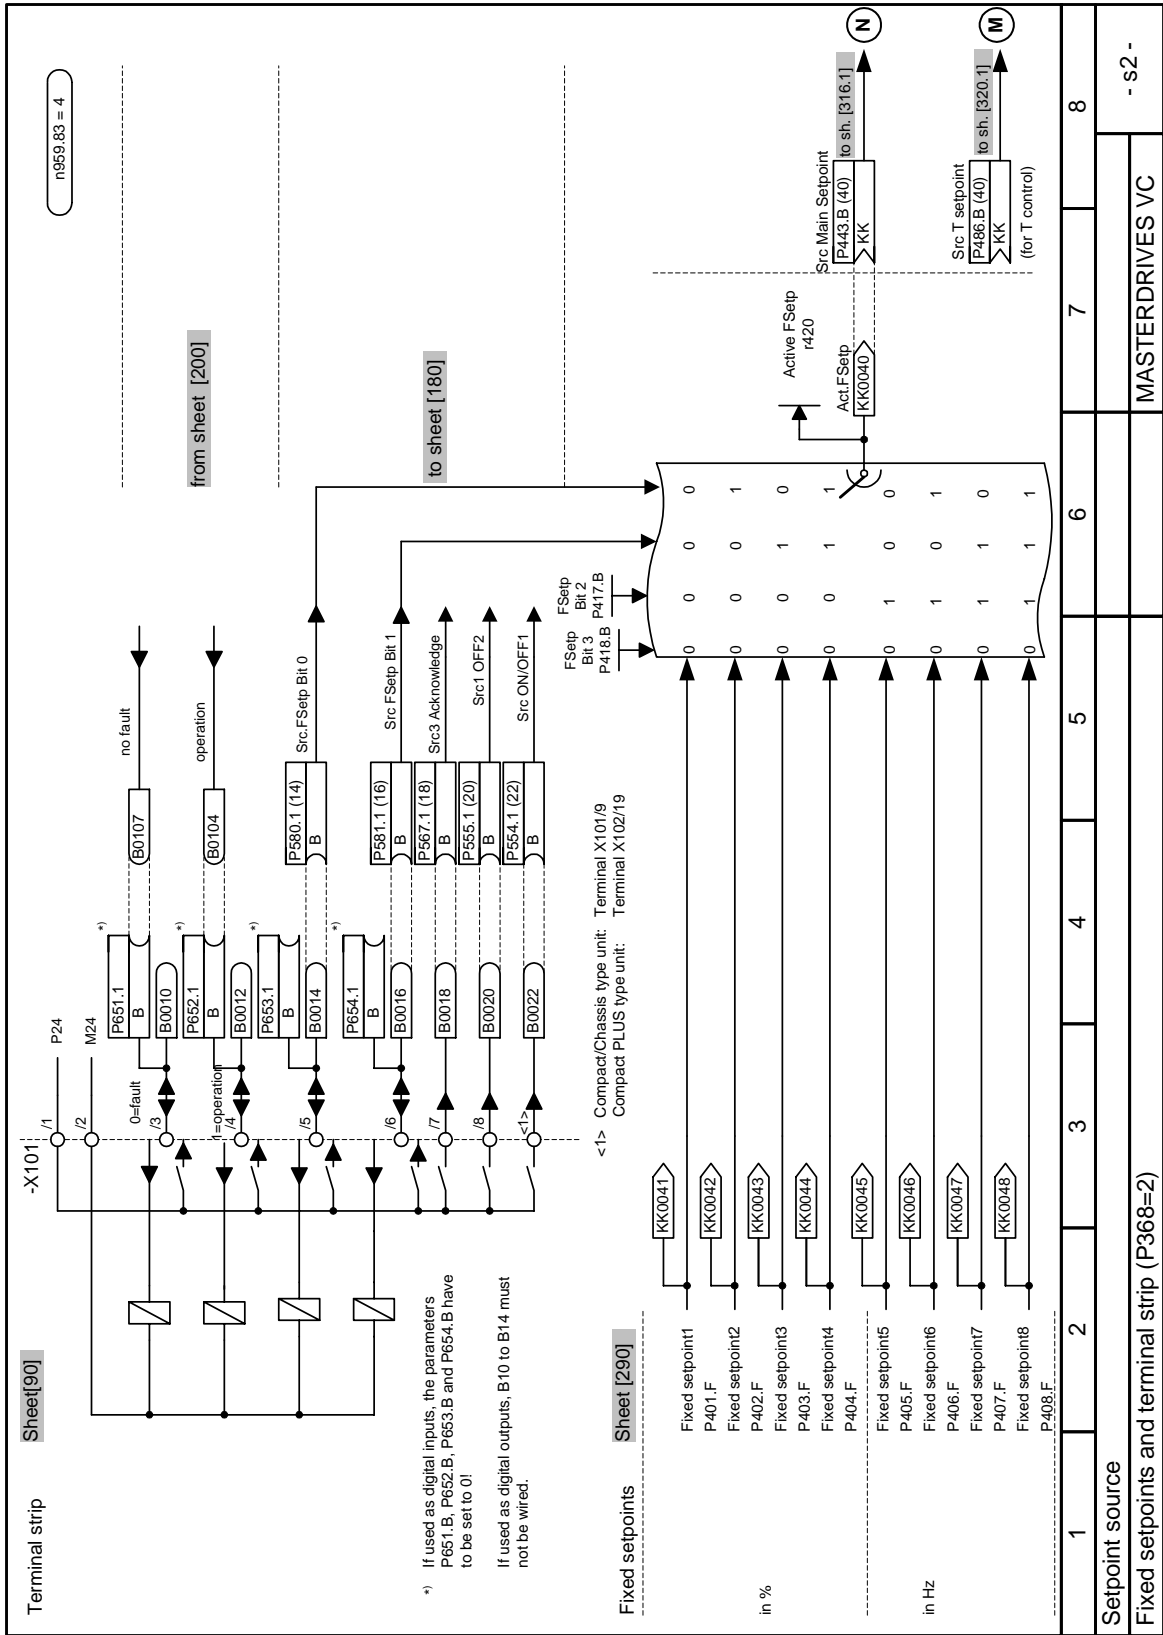 n959.83 = 4
Terminal strip
Sheet[90]
-X101
/1
P24
/2
M24
0=fault
/3
P651.1
B
*)
B0010
B0107
no fault
from sheet [200]
1=operation
/4
P652.1
B
*)
B0012
B0104
operation
/5
P653.1
B
*)
B0014
P580.1 (14)
B
Src.FSetp Bit 0
/6
P654.1
B
*)
B0016
P581.1 (16)
B
Src FSetp Bit 1
to sheet [180]
/7
B0018
P567.1 (18)
B
Src3 Acknowledge
/8
B0020
P555.1 (20)
B
Src1 OFF2
<1>
B0022
P554.1 (22)
B
Src ON/OFF1
*) If used as digital inputs, the parameters
P651.B, P652.B, P653.B and P654.B have
to be set to 0!
If used as digital outputs, B10 to B14 must
not be wired.
<1> Compact/Chassis type unit: Terminal X101/9
Compact PLUS type unit: Terminal X102/19
FSetp
Bit 3
P418.B
FSetp
Bit 2
P417.B
Fixed setpoints
Sheet [290]
in %
in Hz
Fixed setpoint1
P401.F
KK0041
0 0 0 0
Fixed setpoint2
P402.F
KK0042
0 0 0 1
Fixed setpoint3
P403.F
KK0043
0 0 1 0
Fixed setpoint4
P404.F
KK0044
0 0 1 1
Fixed setpoint5
P405.F
KK0045
0 1 0 0
Fixed setpoint6
P406.F
KK0046
0 1 0 1
Fixed setpoint7
P407.F
KK0047
0 1 1 0
Fixed setpoint8
P408.F
KK0048
0 1 1 1
Active FSetp
r420
Act.FSetp
KK0040
Src Main Setpoint
P443.B (40)
KK
to sh. [316.1]
N
Src T setpoint
P486.B (40)
KK
(for T control)
to sh. [320.1]
M
1 2 3 4 5 6 7 8
Setpoint source
- s2 -
Fixed setpoints and terminal strip (P368=2)
MASTERDRIVES VC